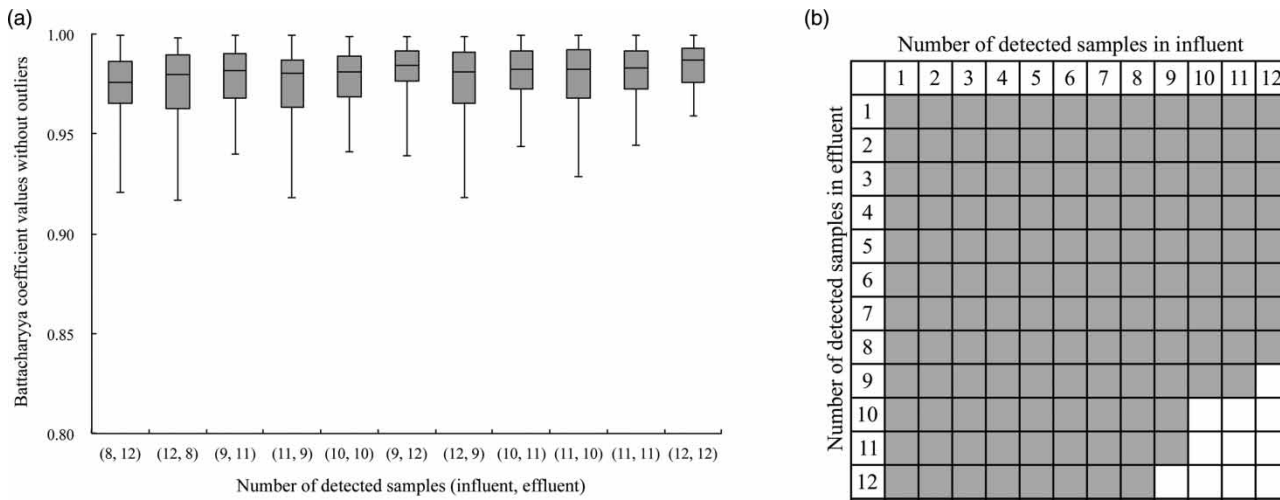 (a)
1.00
0.95
0.90
0.85
0.80
Battacharyya coefficient values without outliers
(8, 12) (12, 8) (9, 11) (11, 9) (10, 10) (9, 12) (12, 9) (10, 11) (11, 10) (11, 11) (12, 12)
Number of detected samples (influent, effluent)
(b)
Number of detected samples in influent
1 2 3 4 5 6 7 8 9 10 11 12
Number of detected samples in effluent
1
2
3
4
5
6
7
8
9
10
11
12